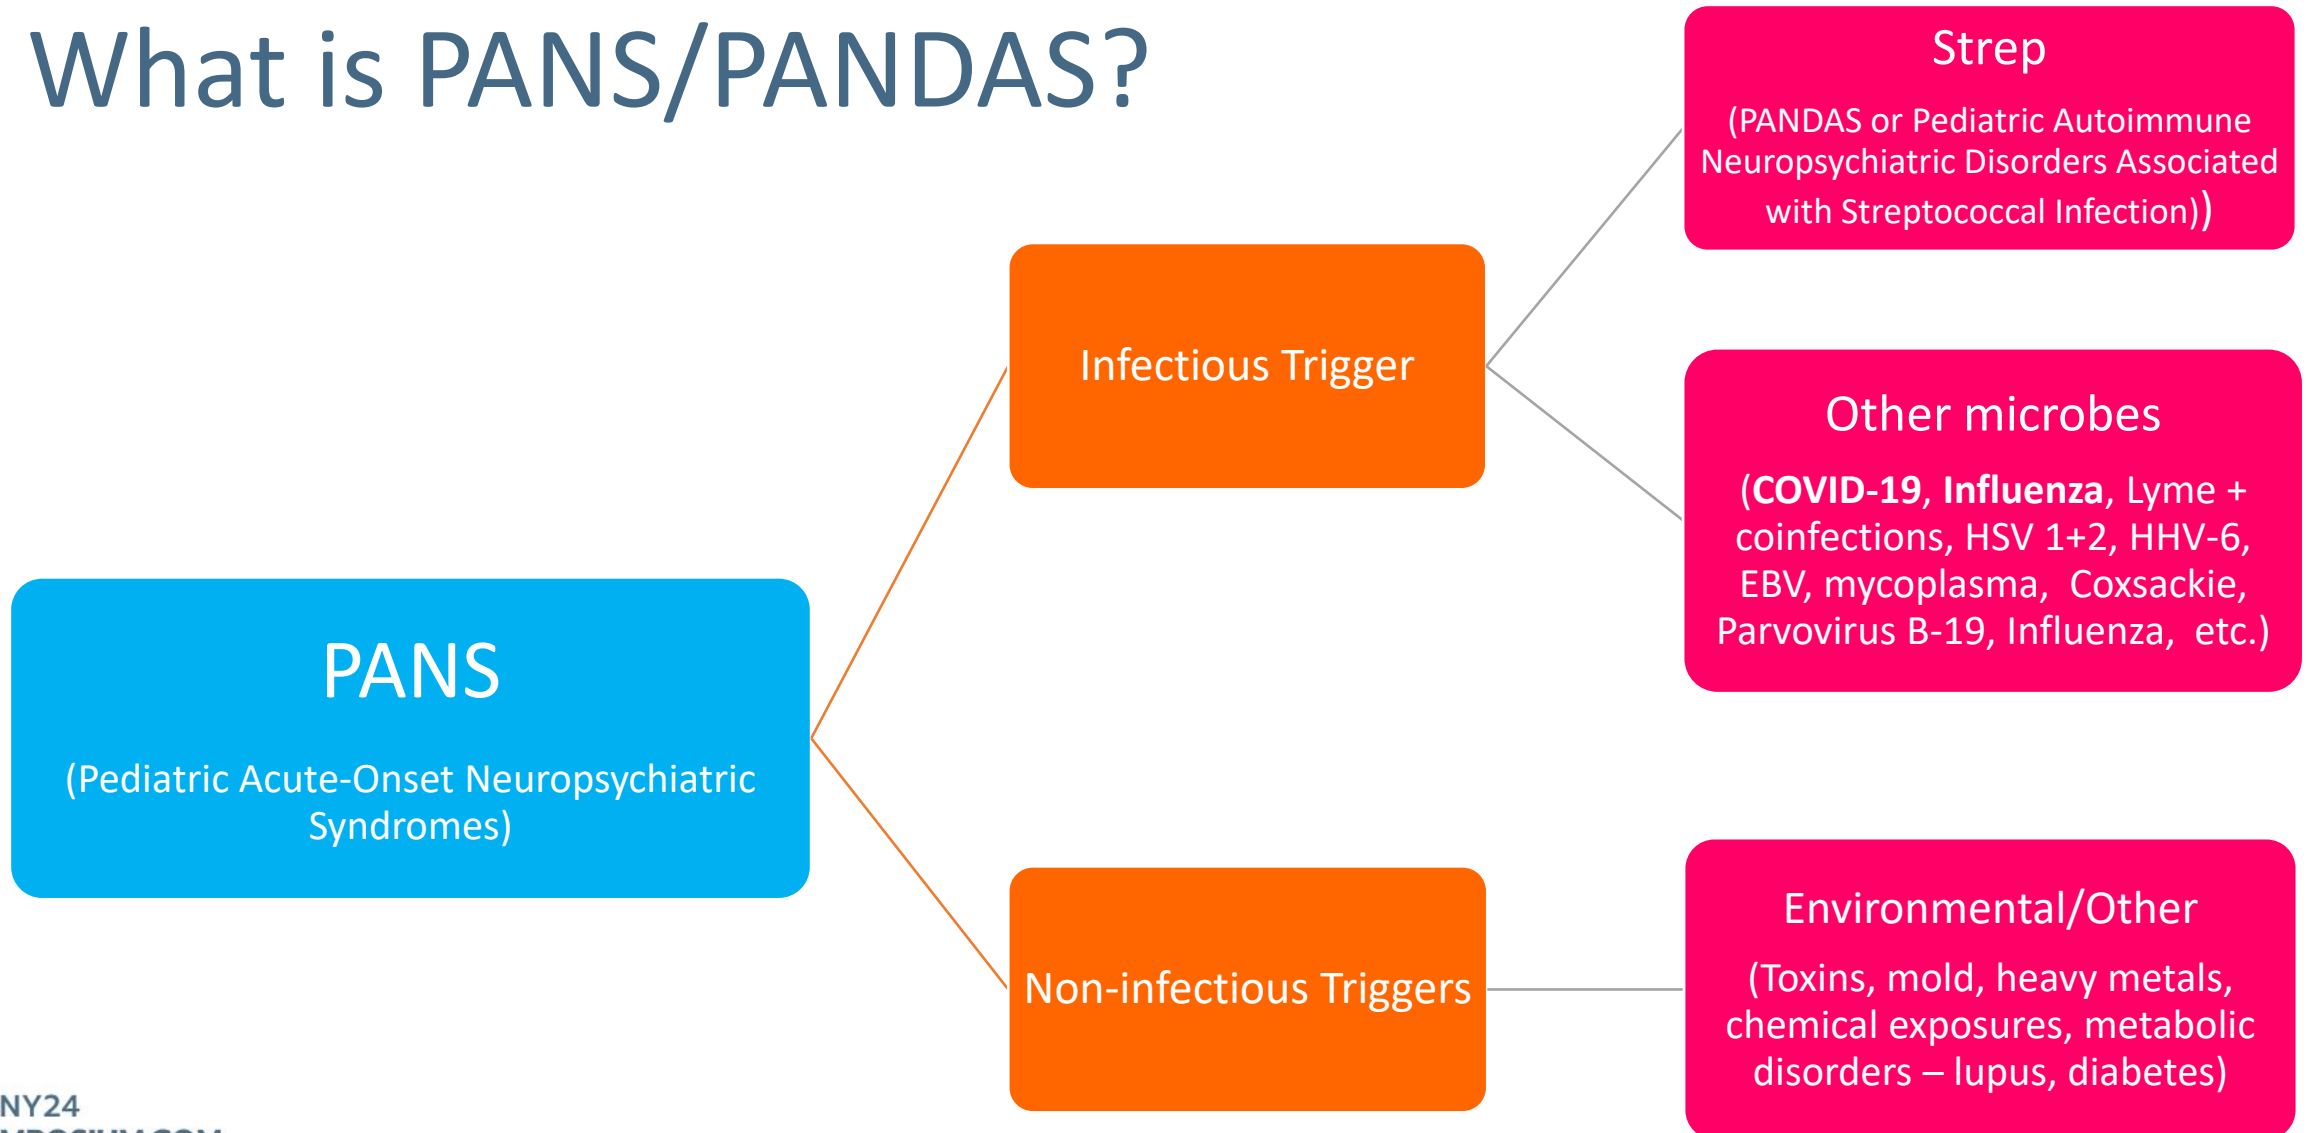 What is PANS/PANDAS?
Strep
(PANDAS or Pediatric Autoimmune
Neuropsychiatric Disorders Associated
with Streptococcal Infection))
Infectious Trigger
Other microbes
(COVID-19, Influenza, Lyme +
coinfections, HSV 1+2, HHV-6,
EBV, mycoplasma, Coxsackie,
Parvovirus B-19, Influenza, etc.)
PANS
(Pediatric Acute-Onset Neuropsychiatric
Syndromes)
Non-infectious Triggers
Environmental/Other
(Toxins, mold, heavy metals,
chemical exposures, metabolic
disorders – lupus, diabetes)
NY24